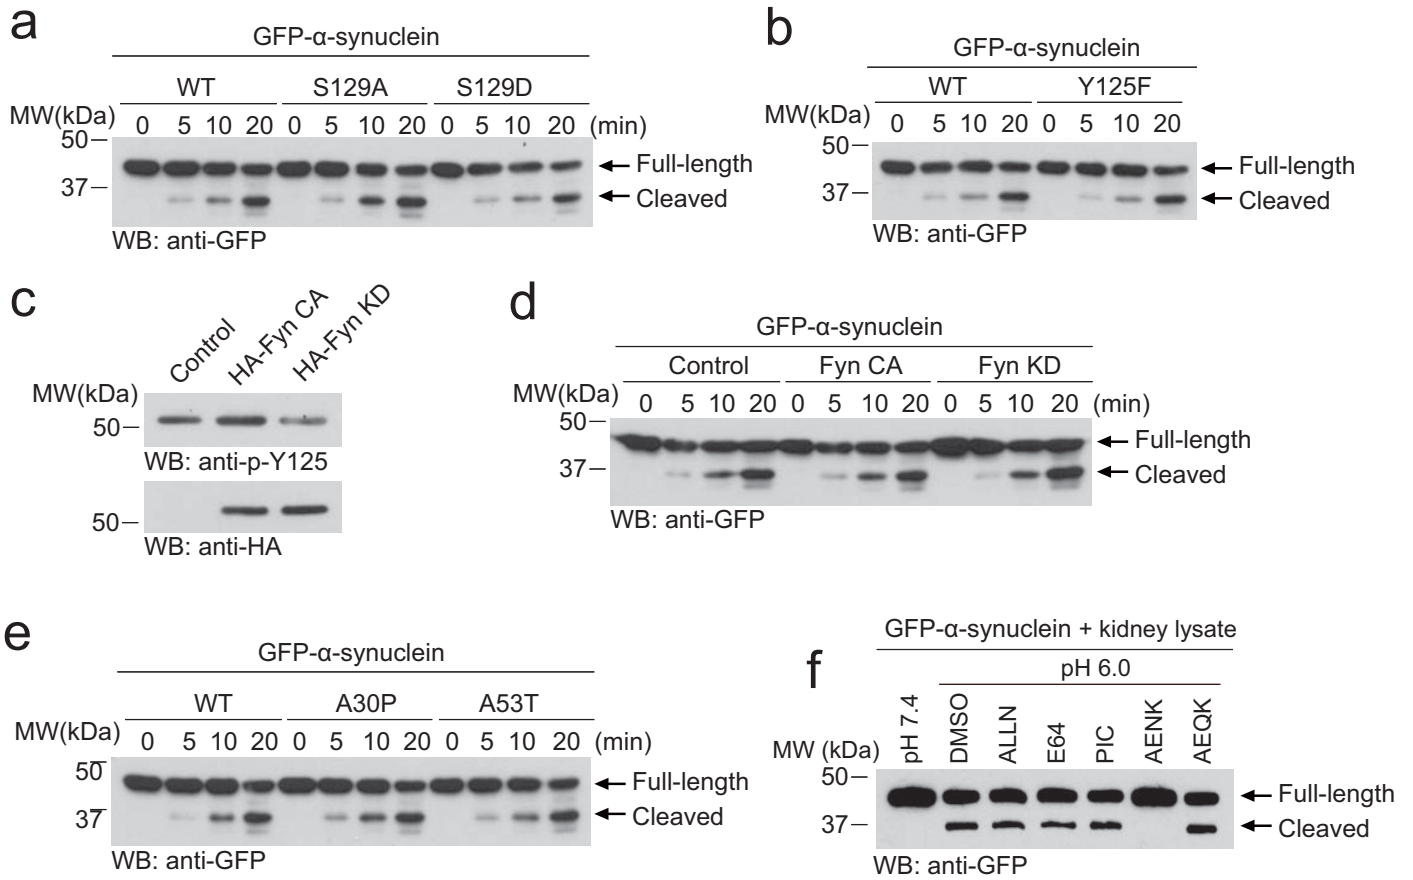 a
GFP-α-synuclein
WT S129A S129D
MW(kDa) 0 5 10 20 0 5 10 20 0 5 10 20 (min)
50
Full-length
37
Cleaved
WB: anti-GFP
b
GFP-α-synuclein
WT Y125F
MW(kDa) 0 5 10 20 0 5 10 20
50
Full-length
37
Cleaved
WB: anti-GFP
c
Control HA-Fyn CA HA-Fyn KD
MW(kDa)
50
WB: anti-p-Y125
50
WB: anti-HA
d
GFP-α-synuclein
Control Fyn CA Fyn KD
MW(kDa) 0 5 10 20 0 5 10 20 0 5 10 20 (min)
50
Full-length
37
Cleaved
WB: anti-GFP
e
GFP-α-synuclein
WT A30P A53T
MW(kDa) 0 5 10 20 0 5 10 20 0 5 10 20 (min)
50
Full-length
37
Cleaved
WB: anti-GFP
f
GFP-α-synuclein + kidney lysate
pH 6.0
MW (kDa) pH 7.4 DMSO ALLN E64 PIC AENK AEQK
50
Full-length
37
Cleaved
WB: anti-GFP